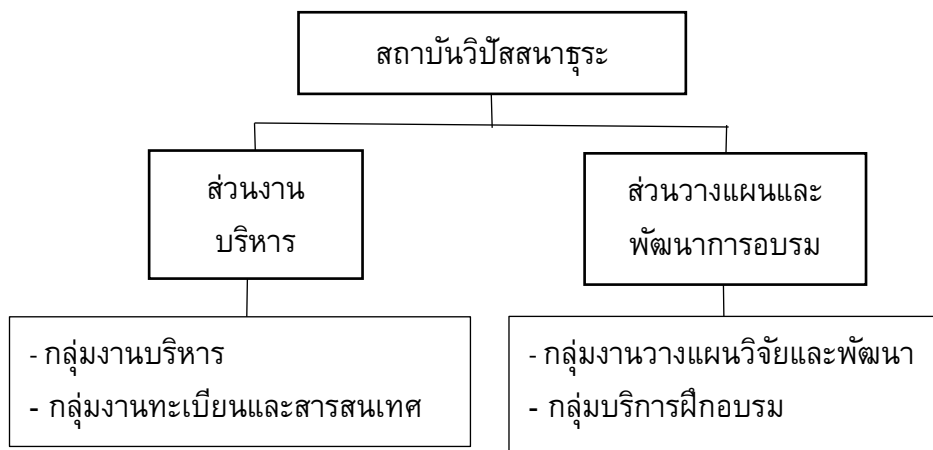 สถาบันวิปัสสนาธุระ
ส่วนงาน
บริหาร
ส่วนวางแผนและ
พัฒนาการอบรม
- กลุ่มงานบริหาร
- กลุ่มงานทะเบียนและสารสนเทศ
- กลุ่มงานวางแผนวิจัยและพัฒนา
- กลุ่มบริการฝึกอบรม